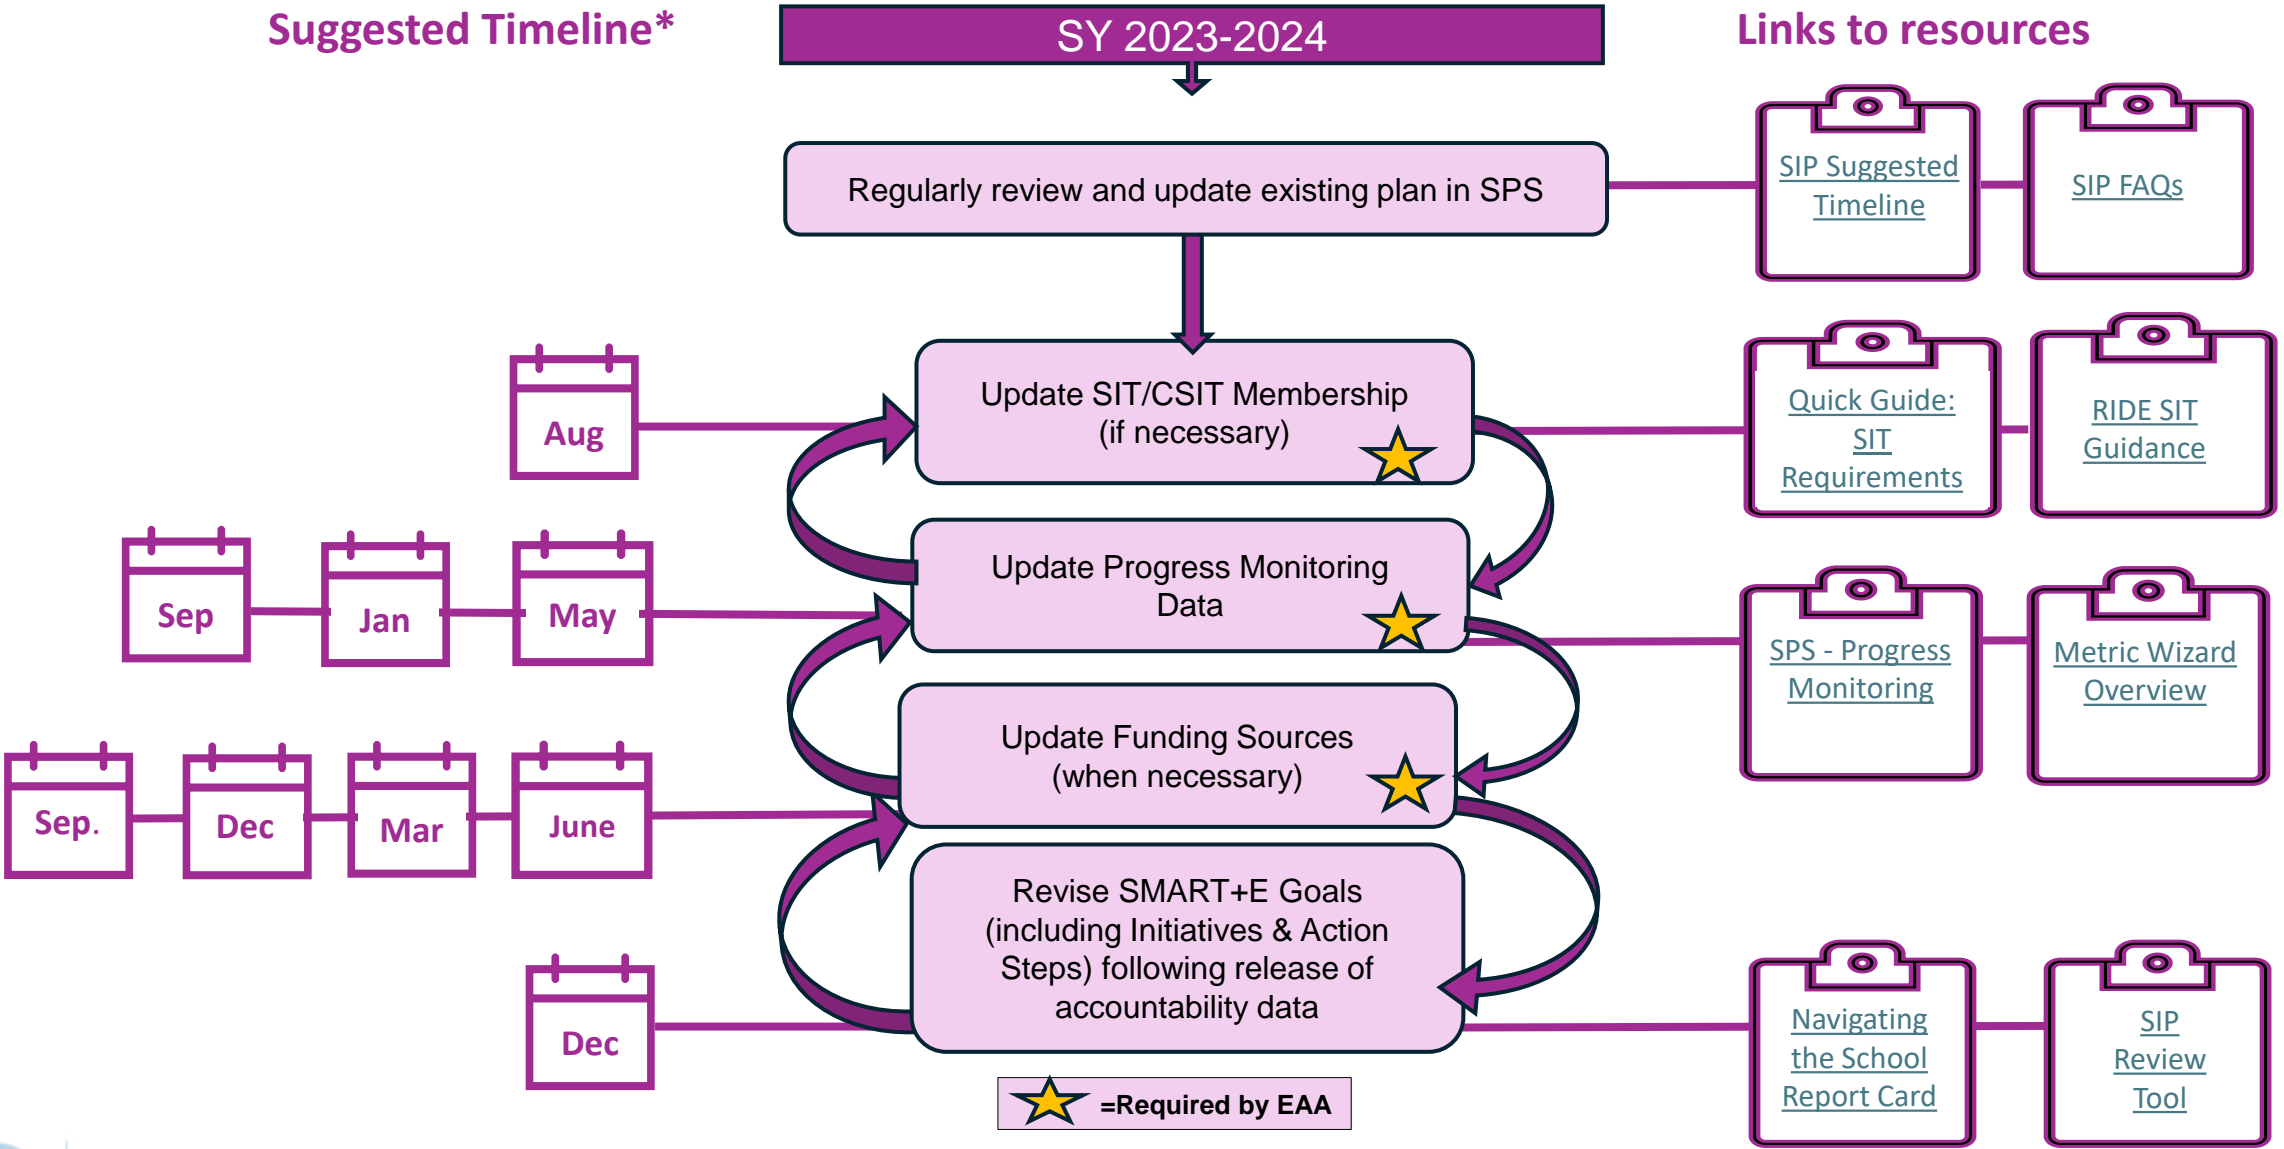 Suggested Timeline*
SY 2023-2024
Links to resources
Regularly review and update existing plan in SPS
SIP Suggested
Timeline
SIP FAQs
Aug
Update SIT/CSIT Membership
(if necessary)
Quick Guide:
SIT
Requirements
RIDE SIT
Guidance
Sep
Jan
May
Update Progress Monitoring
Data
SPS - Progress
Monitoring
Metric Wizard
Overview
Sep.
Dec
Mar
June
Update Funding Sources
(when necessary)
Dec
Revise SMART+E Goals
(including Initiatives & Action
Steps) following release of
accountability data
Navigating
the School
Report Card
SIP
Review
Tool
=Required by EAA